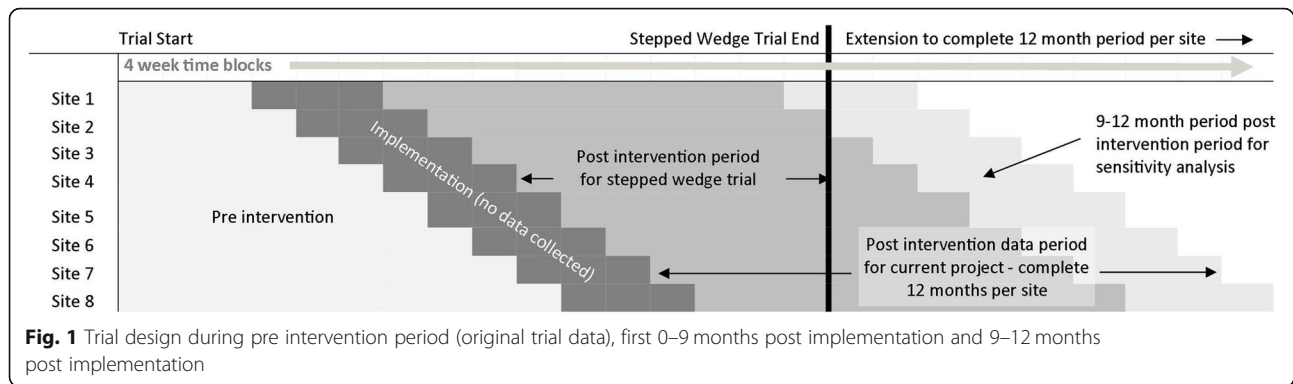 Trial Start
Stepped Wedge Trial End
Extension to complete 12 month period per site
4 week time blocks
Site 1
Site 2
Site 3
Site 4
Site 5
Site 6
Site 7
Site 8
Pre intervention
Implementation (no data collected)
Post intervention period
for stepped wedge trial
9-12 month period post
intervention period for
sensitivity analysis
Post intervention data period
for current project - complete
12 months per site
Fig. 1 Trial design during pre intervention period (original trial data), first 0–9 months post implementation and 9–12 months
post implementation